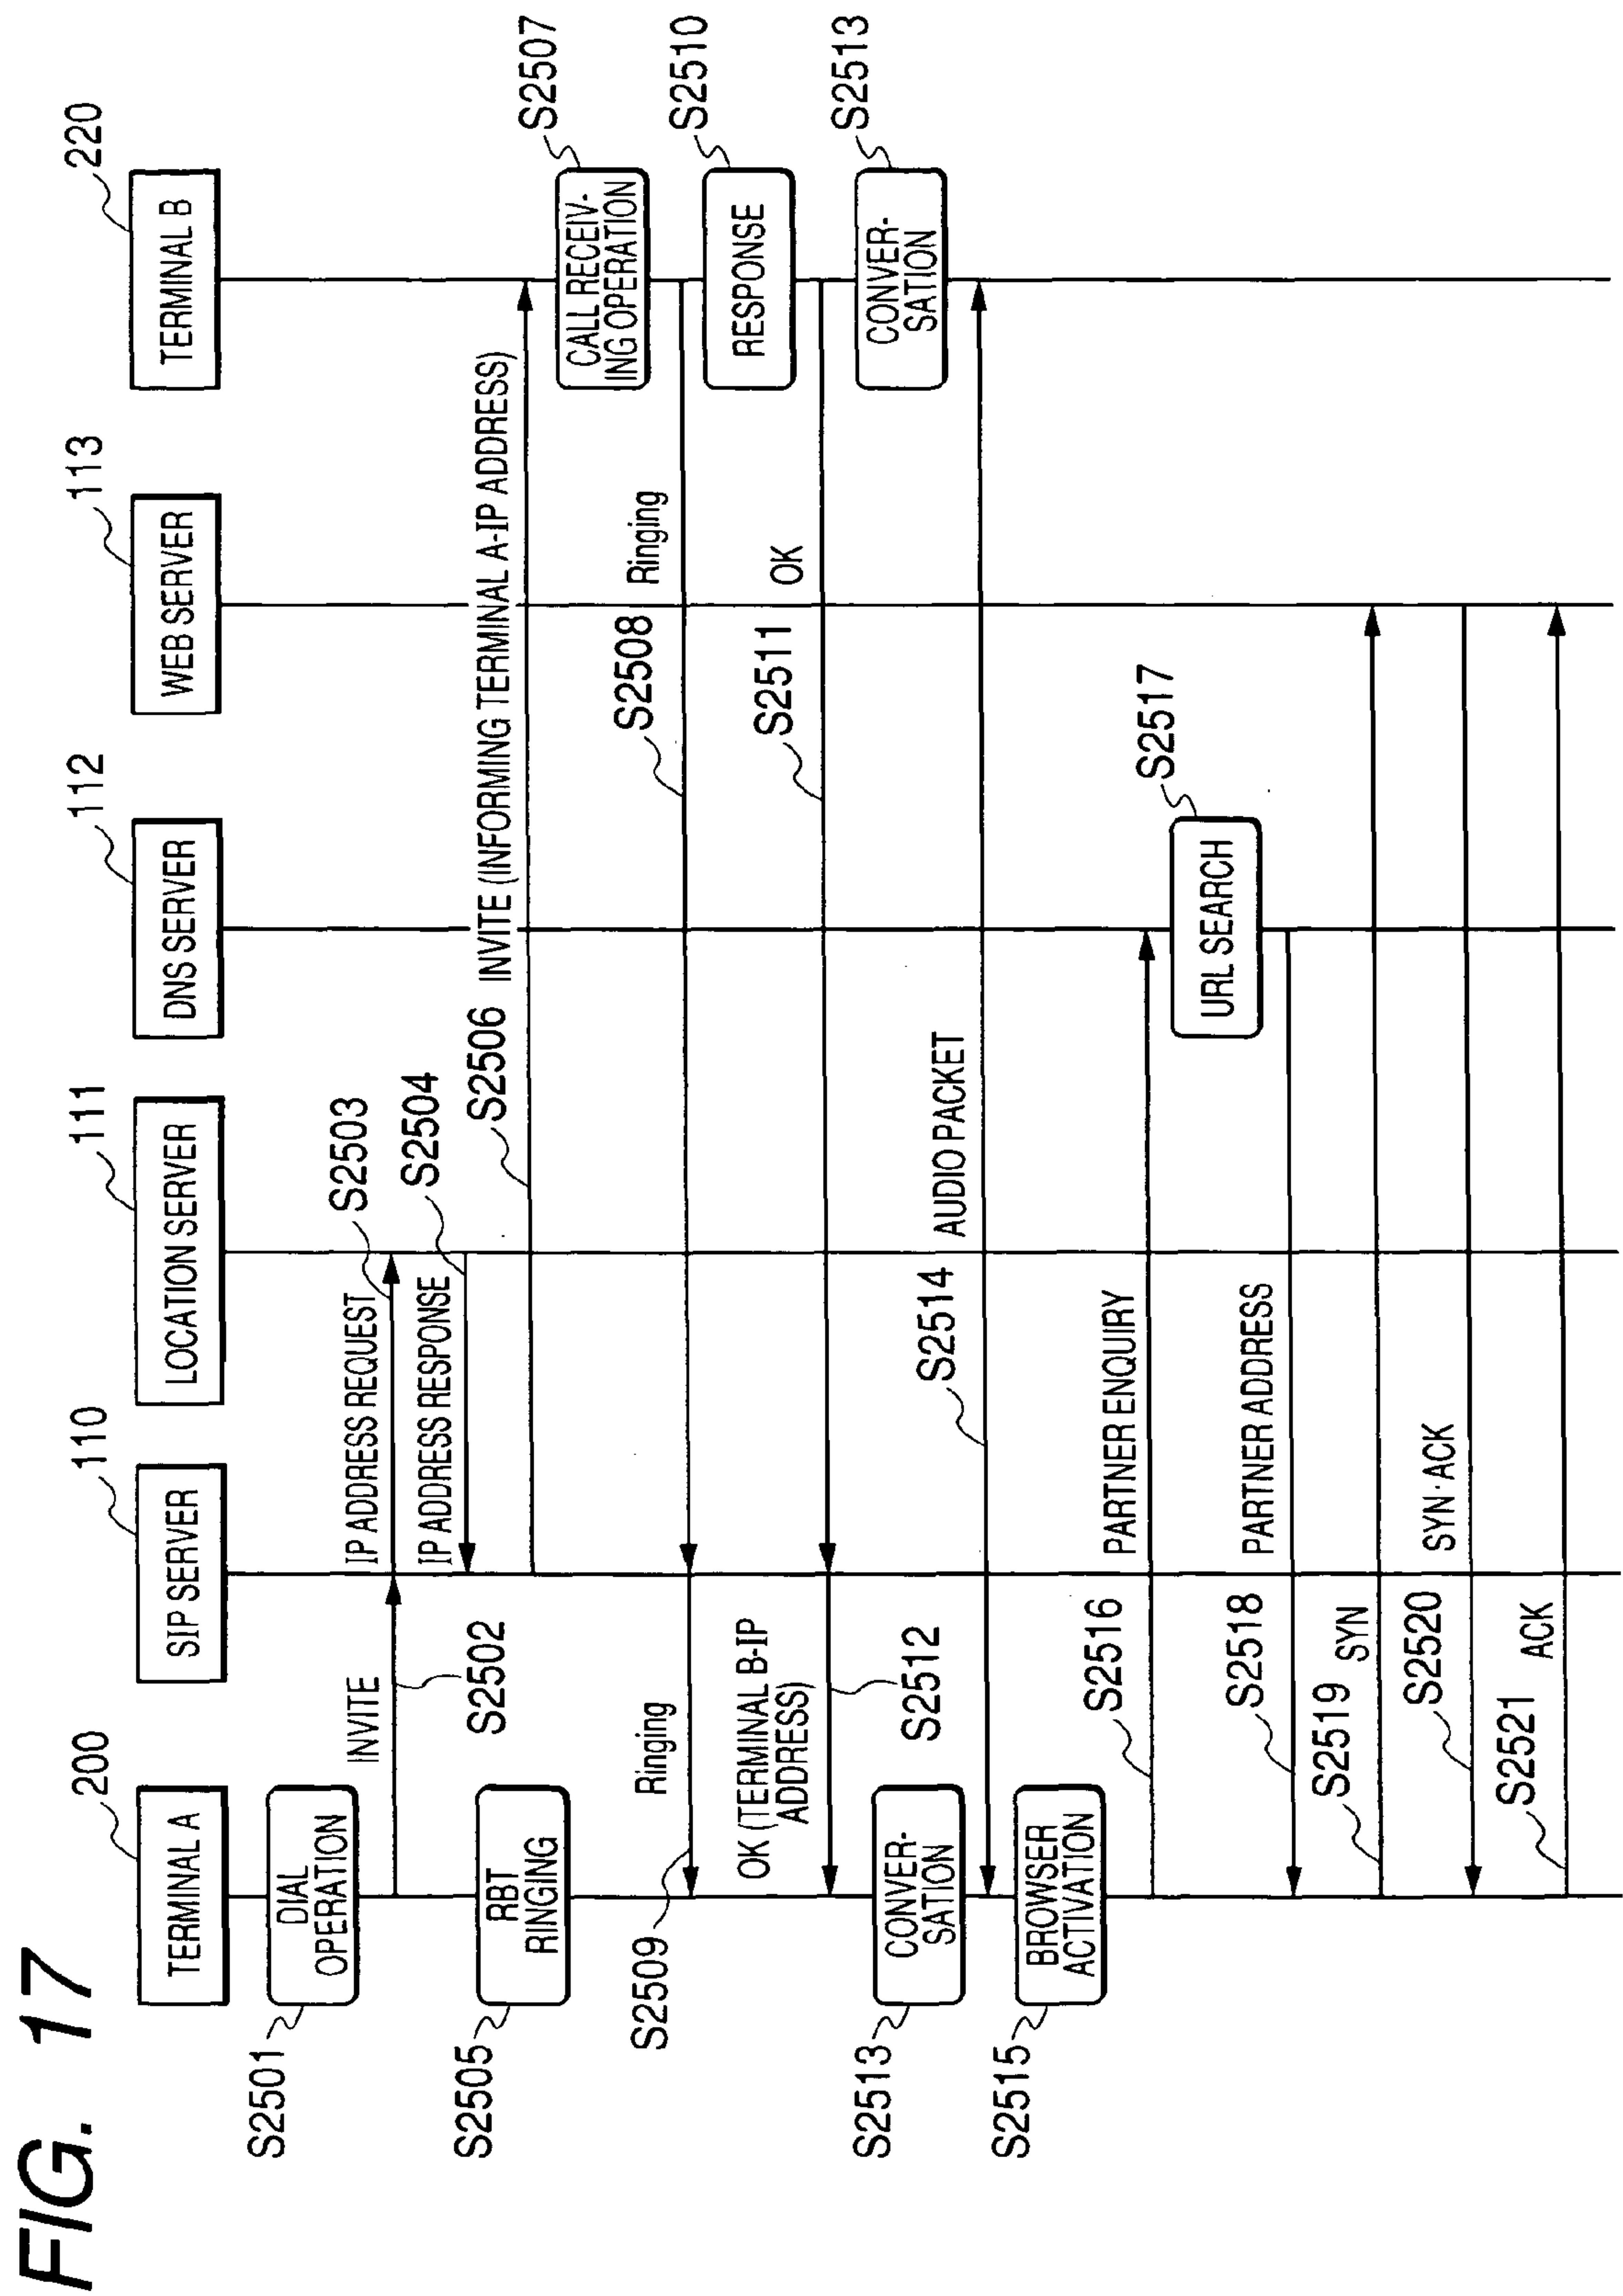 FIG. 17
200
110
111
112
113
220
TERMINAL A
SIP SERVER
LOCATION SERVER
DNS SERVER
WEB SERVER
TERMINAL B
S2501
DIAL
OPERATION
INVITE
S2502
IP ADDRESS REQUEST
S2503
IP ADDRESS RESPONSE
S2504
S2505
RBT
RINGING
S2506
INVITE (INFORMING TERMINAL A-IP ADDRESS)
S2507
CALL RECEIV-
ING OPERATION
S2508
Ringing
S2509
Ringing
S2510
RESPONSE
S2511
OK
OK (TERMINAL B-IP
ADDRESS)
S2512
S2513
CONVER-
SATION
CONVER-
SATION
S2513
S2514
AUDIO PACKET
S2515
BROWSER
ACTIVATION
S2516
PARTNER ENQUIRY
URL SEARCH
S2517
S2518
PARTNER ADDRESS
S2519
SYN
S2520
SYN·ACK
S2521
ACK